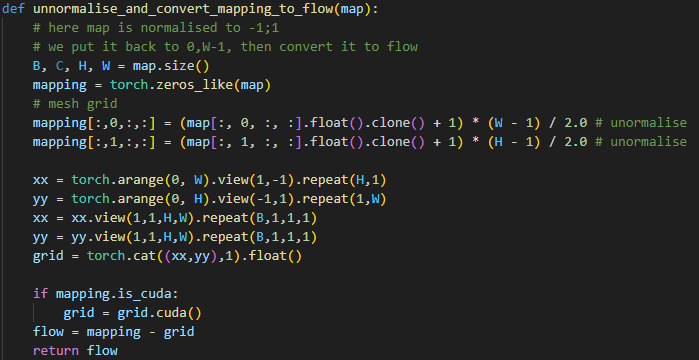 def unnormalise_and_convert_mapping_to_flow(map):
    # here map is normalised to -1;1
    # we put it back to 0,W-1, then convert it to flow
    B, C, H, W = map.size()
    mapping = torch.zeros_like(map)
    # mesh grid
    mapping[:,0,:,:] = (map[:, 0, :, :].float().clone() + 1) * (W - 1) / 2.0 # unormalise
    mapping[:,1,:,:] = (map[:, 1, :, :].float().clone() + 1) * (H - 1) / 2.0 # unormalise

    xx = torch.arange(0, W).view(1,-1).repeat(H,1)
    yy = torch.arange(0, H).view(-1,1).repeat(1,W)
    xx = xx.view(1,1,H,W).repeat(B,1,1,1)
    yy = yy.view(1,1,H,W).repeat(B,1,1,1)
    grid = torch.cat((xx,yy),1).float()

    if mapping.is_cuda:
        grid = grid.cuda()
    flow = mapping - grid
    return flow